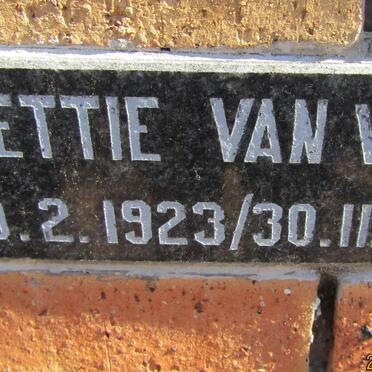 ETTIE VAN
.2.1923/30.11